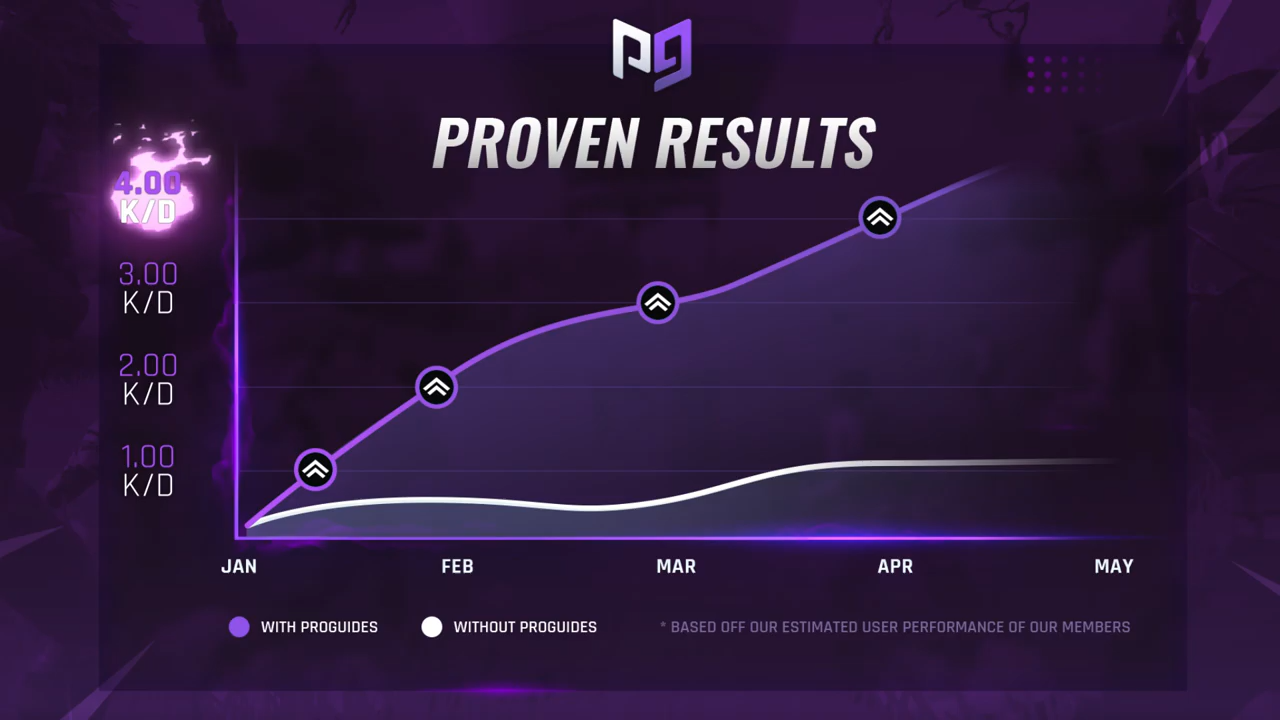 PG
PROVEN RESULTS
4.00
K/D
3.00
K/D
2.00
K/D
1.00
K/D
JAN FEB MAR APR MAY
WITH PROGUIDES WITHOUT PROGUIDES * BASED OFF OUR ESTIMATED USER PERFORMANCE OF OUR MEMBERS